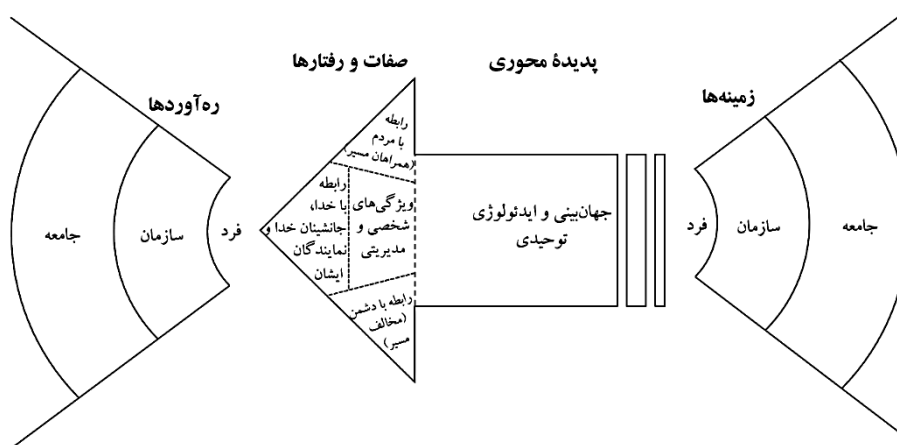 پدیدهٔ محوری
صفات و رفتارها
زمینه‌ها
ره‌آوردها
جامعه
سازمان
فرد
جهان‌بینی و ایدئولوژی
توحیدی
رابطه
با مردم
(همراهان مسیر)
ویژگی‌های
شخصی و
مدیریتی
رابطه
با خدا،
جانشینان خدا و
نمایندگان
ایشان
رابطه با دشمن
(مخالف
مسیر)
فرد
سازمان
جامعه